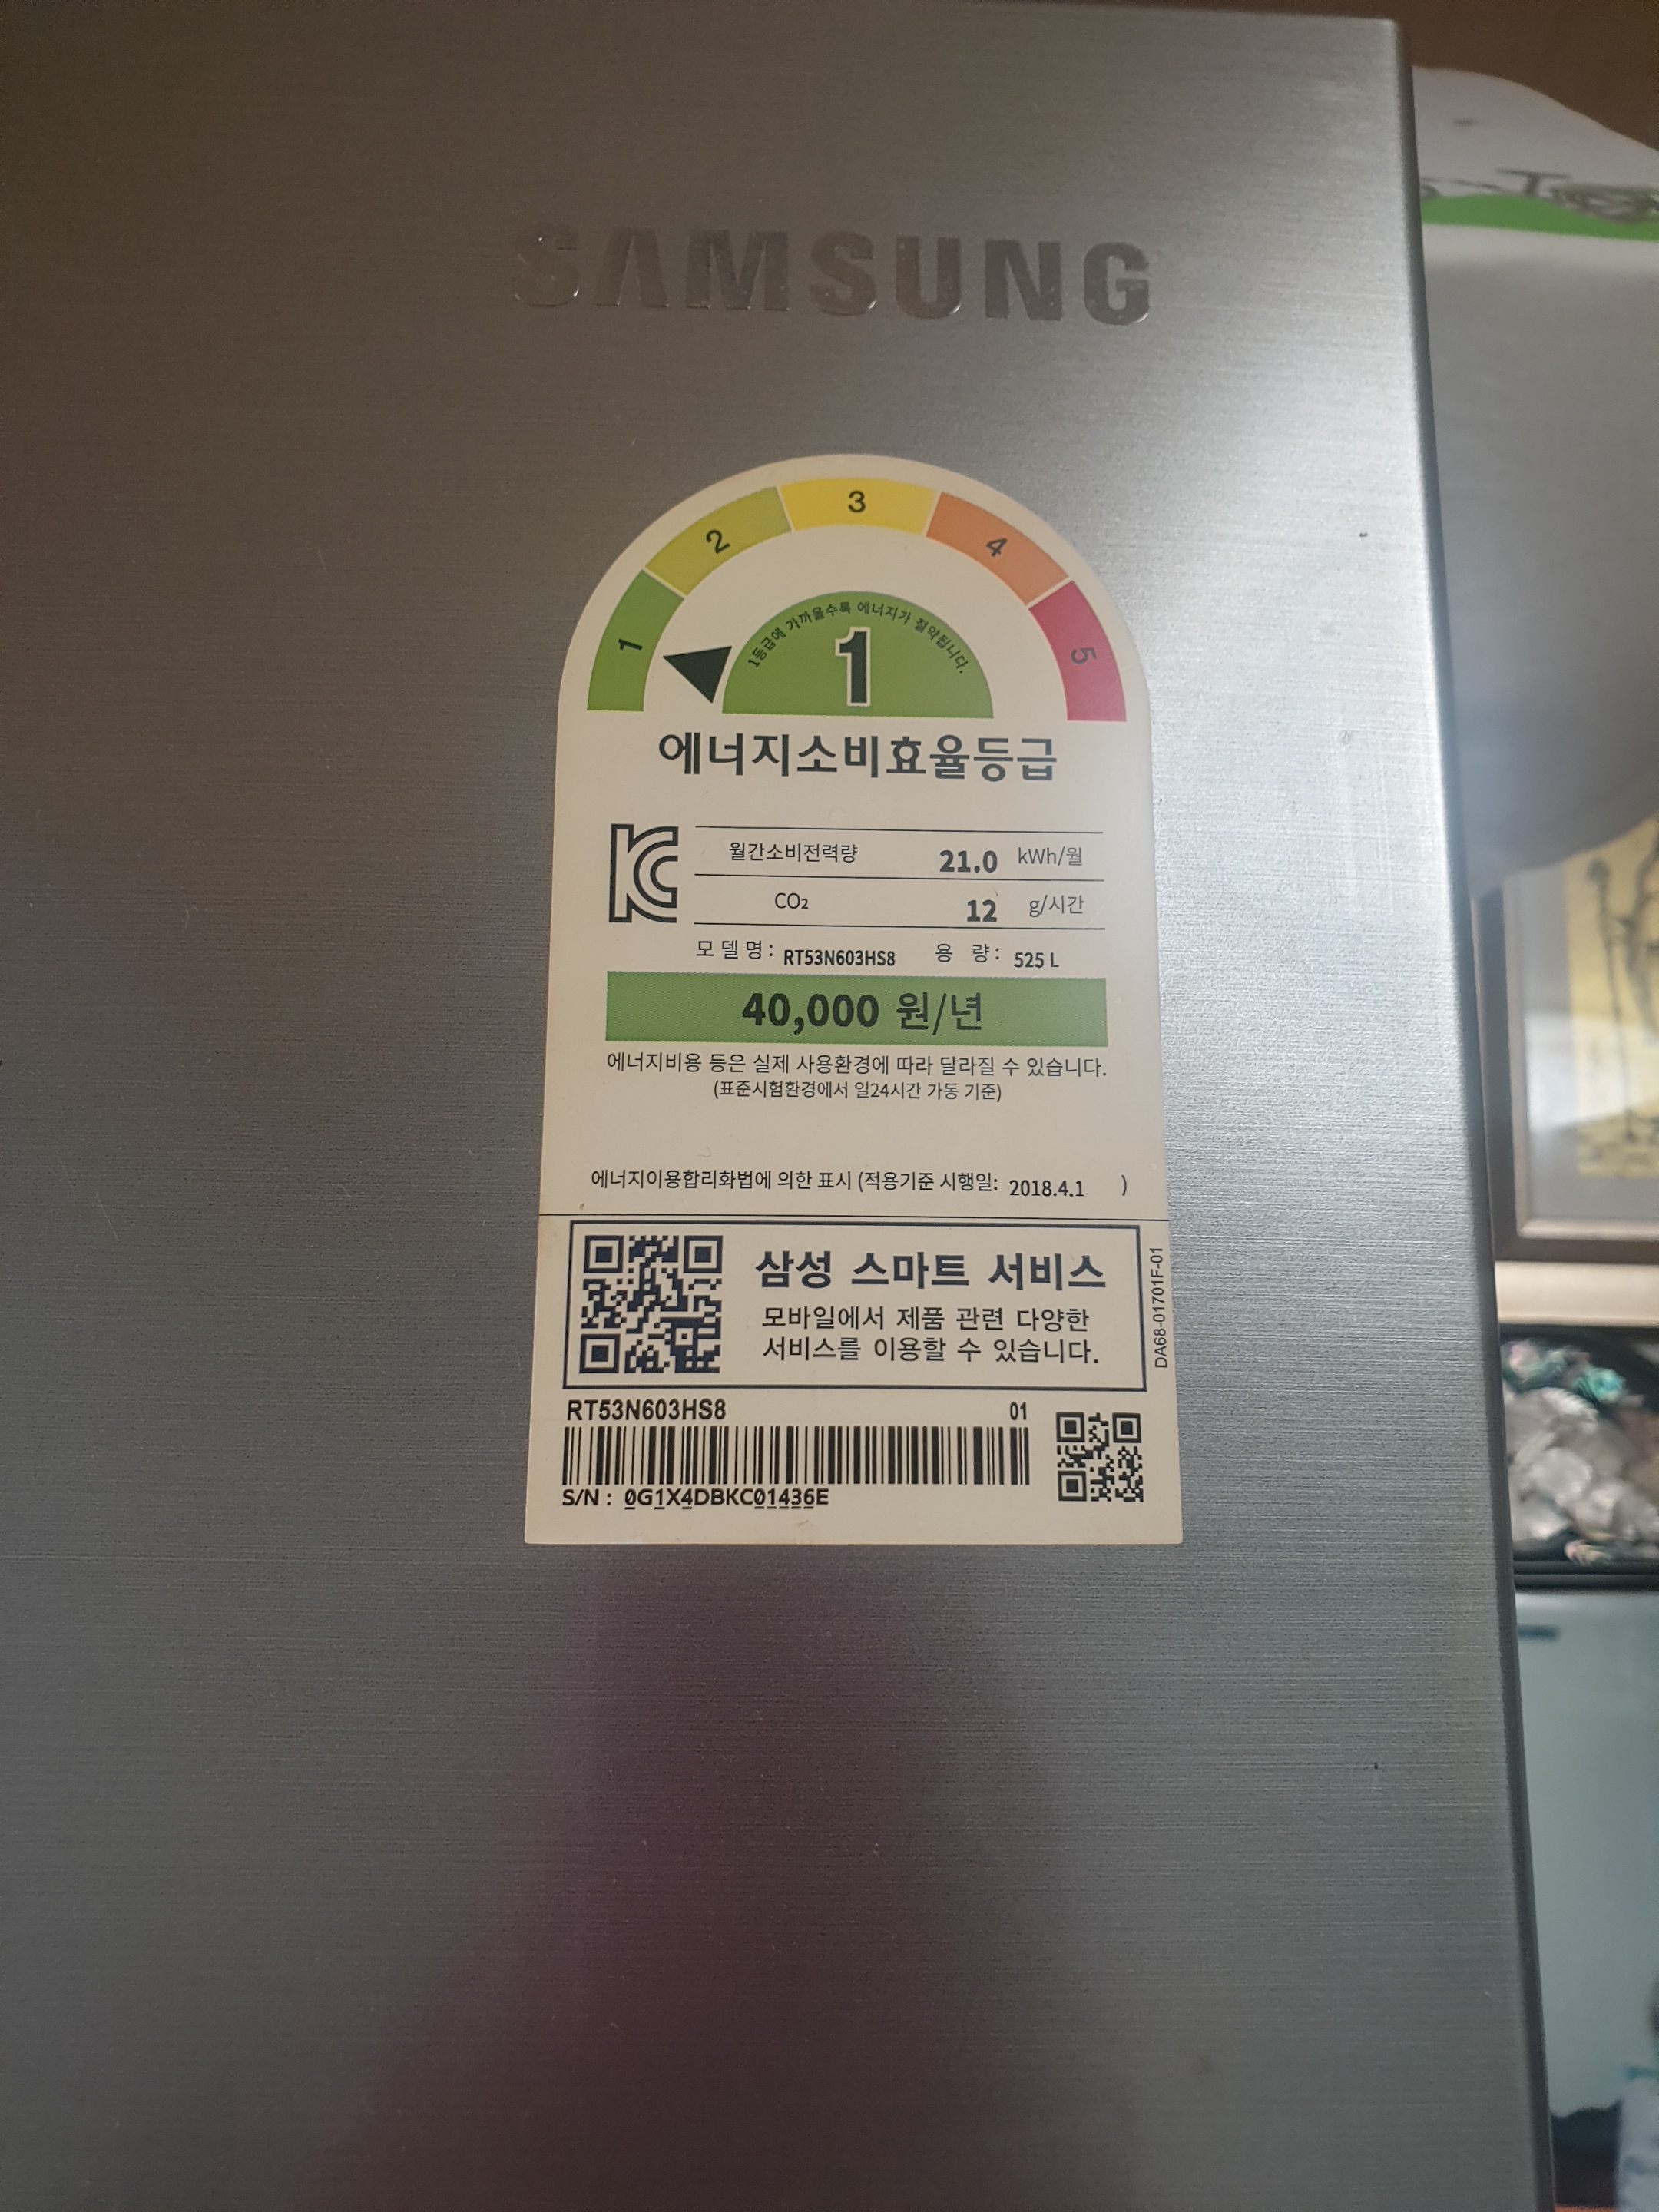 SAMSUNG
1
2
3
4
5
1등급에 가까울수록 에너지가 절약됩니다.
1
에너지소비효율등급
월간소비전력량 21.0 kWh/월
CO₂ 12 g/시간
모델명: RT53N603HS8 용 량: 525 L
40,000 원/년
에너지비용 등은 실제 사용환경에 따라 달라질 수 있습니다.
(표준시험환경에서 일24시간 가동 기준)
에너지이용합리화법에 의한 표시 (적용기준 시행일: 2018.4.1 )
삼성 스마트 서비스
모바일에서 제품 관련 다양한
서비스를 이용할 수 있습니다.
DA68-01701F-01
RT53N603HS8 01
S/N : 0G1X4DBKC01436E